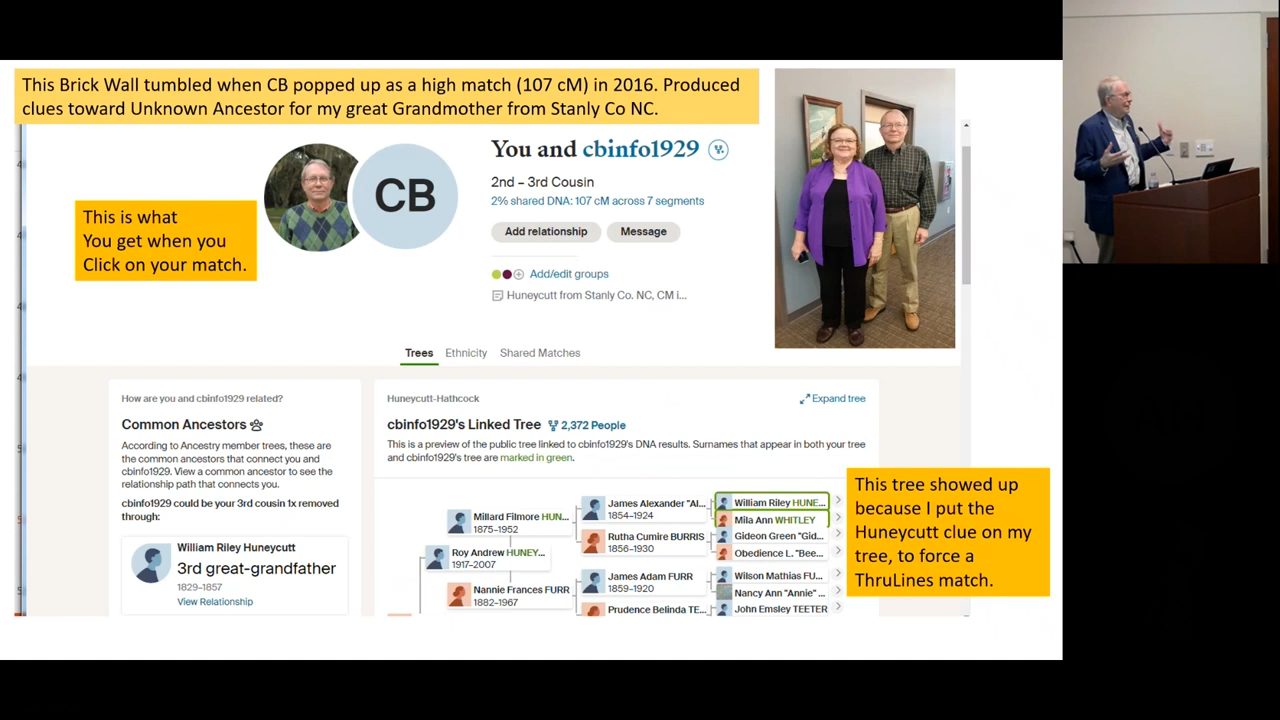 This Brick Wall tumbled when CB popped up as a high match (107 cM) in 2016. Produced
clues toward Unknown Ancestor for my great Grandmother from Stanly Co NC.
This is what
You get when you
Click on your match.
CB
You and cbinfo1929
2nd – 3rd Cousin
2% shared DNA: 107 cM across 7 segments
Add relationship
Message
Add/edit groups
Huneycutt from Stanly Co. NC, CM i...
Trees Ethnicity Shared Matches
How are you and cbinfo1929 related?
Common Ancestors
According to Ancestry member trees, these are
the common ancestors that connect you and
cbinfo1929. View a common ancestor to see the
relationship path that connects you.
cbinfo1929 could be your 3rd cousin 1x removed
through:
William Riley Huneycutt
3rd great-grandfather
1829–1857
View Relationship
Huneycutt-Hathcock
Expand tree
cbinfo1929's Linked Tree 2,372 People
This is a preview of the public tree linked to cbinfo1929's DNA results. Surnames that appear in both your tree
and cbinfo1929's tree are marked in green.
Roy Andrew HUNEY...
1917-2007
Millard Filmore HUN...
1875–1952
Nannie Frances FURR
1882–1967
James Alexander "Al...
1854–1924
Rutha Cumire BURRIS
1856–1930
James Adam FURR
1859–1920
Prudence Belinda TE...
William Riley HUNE...
Mila Ann WHITLEY
Gideon Green "Gid...
Obedience L. "Bee...
Wilson Mathias FU...
Nancy Ann "Annie" ...
John Emsley TEETER
This tree showed up
because I put the
Huneycutt clue on my
tree, to force a
ThruLines match.